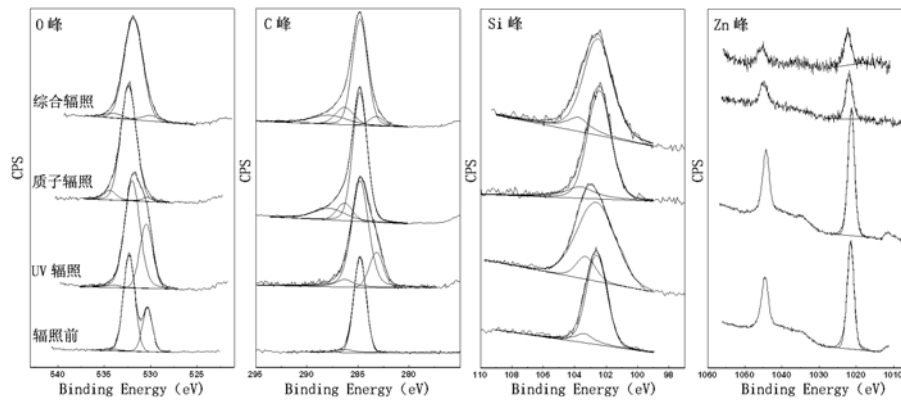 O 峰
综合辐照
质子辐照
UV 辐照
辐照前
CPS
540 530 520
Binding Energy (eV)
C 峰
CPS
295 290 285 280
Binding Energy (eV)
Si 峰
CPS
110 108 106 104 102 100 98
Binding Energy (eV)
Zn 峰
CPS
1060 1050 1040 1030 1020 1010
Binding Energy (eV)